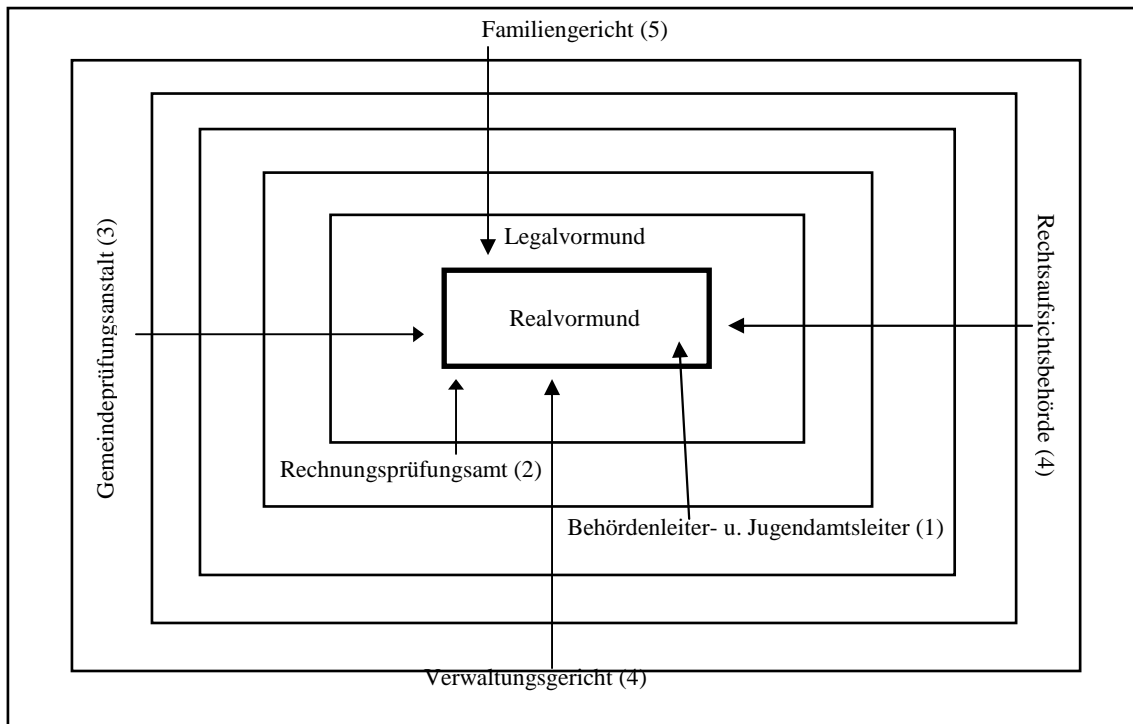 Familiengericht (5)
Legalvormund
Realvormund
Gemeindeprüfungsanstalt (3)
Rechtsaufsichtsbehörde (4)
Rechnungsprüfungsamt (2)
Behördenleiter- u. Jugendamtsleiter (1)
Verwaltungsgericht (4)